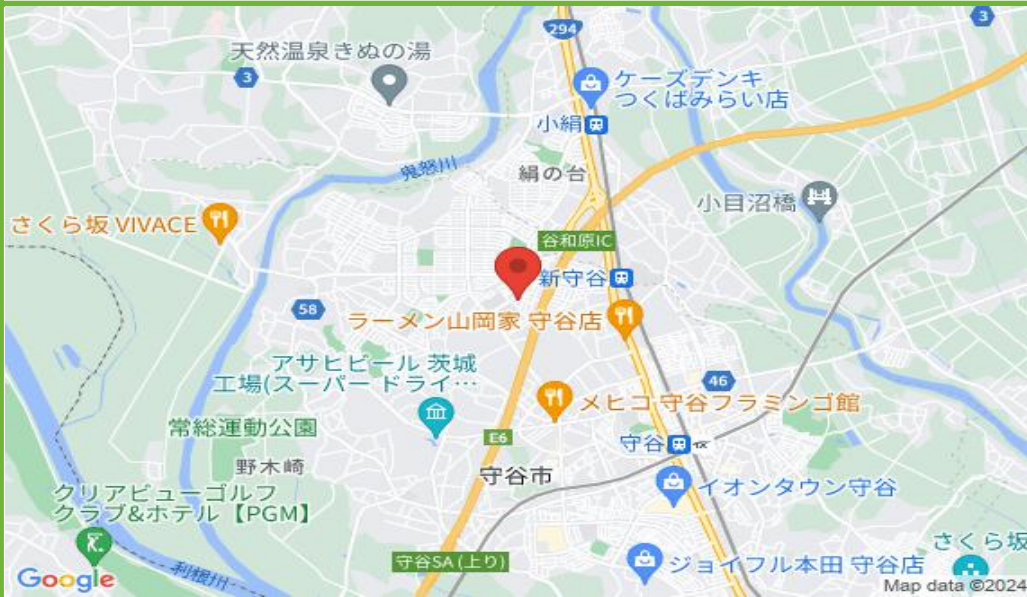 3
294
天然温泉きぬの湯
3
ケーズデンキ
つくばみらい店
小絹
鬼怒川
絹の台
小目沼橋
さくら坂 VIVACE
谷和原IC
新守谷
58
ラーメン山岡家 守谷店
アサヒビール 茨城
工場(スーパードライ…
46
メヒコ 守谷フラミンゴ館
常総運動公園
E6
守谷
野木崎
守谷市
クリアビューゴルフ
クラブ&ホテル【PGM】
イオンタウン守谷
さくら坂
守谷SA(上り)
ジョイフル本田 守谷店
利根川
Google
Map data ©2024